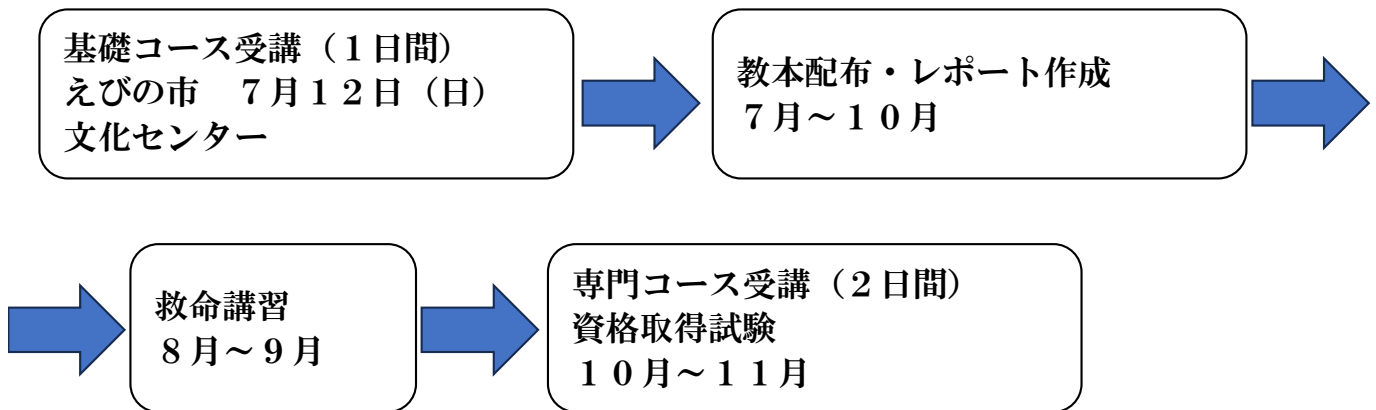 基礎コース受講（１日間）
えびの市　７月１２日（日）
文化センター
教本配布・レポート作成
７月～１０月
救命講習
８月～９月
専門コース受講（２日間）
資格取得試験
１０月～１１月